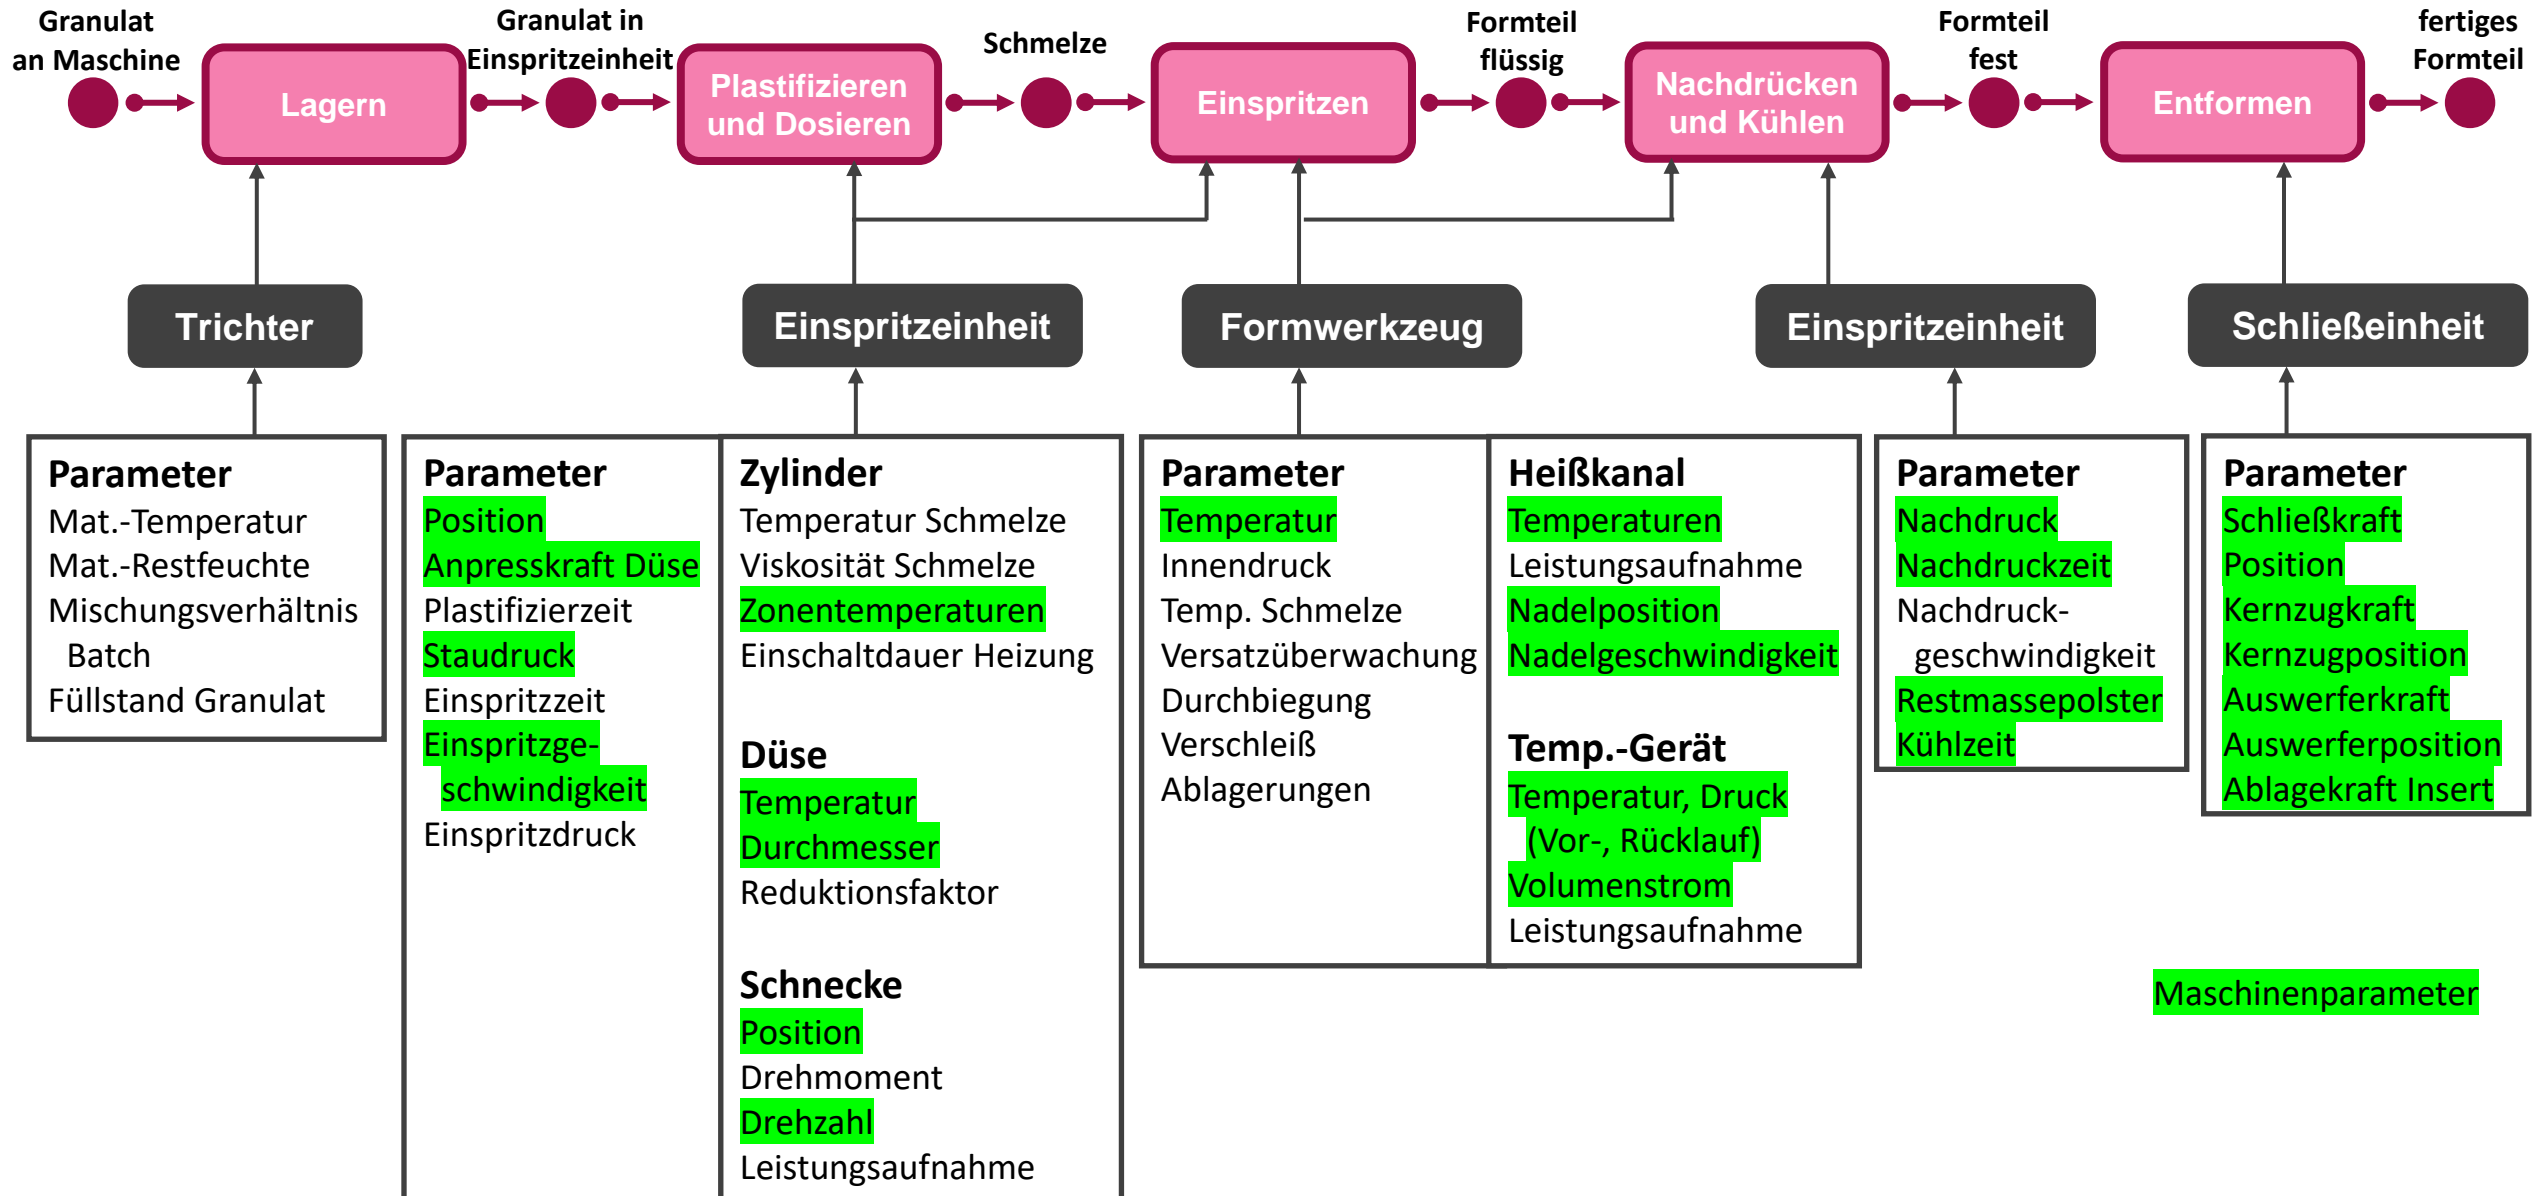 Granulat
an Maschine
Granulat in
Einspritzeinheit
Schmelze
Formteil
flüssig
Formteil
fest
fertiges
Formteil
Lagern
Plastifizieren
und Dosieren
Einspritzen
Nachdrücken
und Kühlen
Entformen
Trichter
Einspritzeinheit
Formwerkzeug
Einspritzeinheit
Schließeinheit
Parameter
Mat.-Temperatur
Mat.-Restfeuchte
Mischungsverhältnis
Batch
Füllstand Granulat
Parameter
Position
Anpresskraft Düse
Plastifizierzeit
Staudruck
Einspritzzeit
Einspritzge-
schwindigkeit
Einspritzdruck
Zylinder
Temperatur Schmelze
Viskosität Schmelze
Zonentemperaturen
Einschaltdauer Heizung
Düse
Temperatur
Durchmesser
Reduktionsfaktor
Schnecke
Position
Drehmoment
Drehzahl
Leistungsaufnahme
Parameter
Temperatur
Innendruck
Temp. Schmelze
Versatzüberwachung
Durchbiegung
Verschleiß
Ablagerungen
Heißkanal
Temperaturen
Leistungsaufnahme
Nadelposition
Nadelgeschwindigkeit
Temp.-Gerät
Temperatur, Druck
(Vor-, Rücklauf)
Volumenstrom
Leistungsaufnahme
Parameter
Nachdruck
Nachdruckzeit
Nachdruck-
geschwindigkeit
Restmassepolster
Kühlzeit
Parameter
Schließkraft
Position
Kernzugkraft
Kernzugposition
Auswerferkraft
Auswerferposition
Ablagekraft Insert
Maschinenparameter